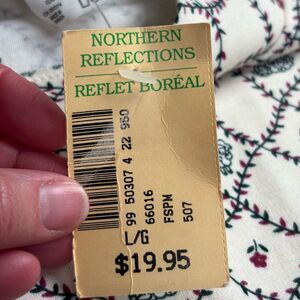 NORTHERN
REFLECTIONS
REFLET BORÉAL
99 50307 4 22 960
66016
FSPM
507
L/G
$19.95